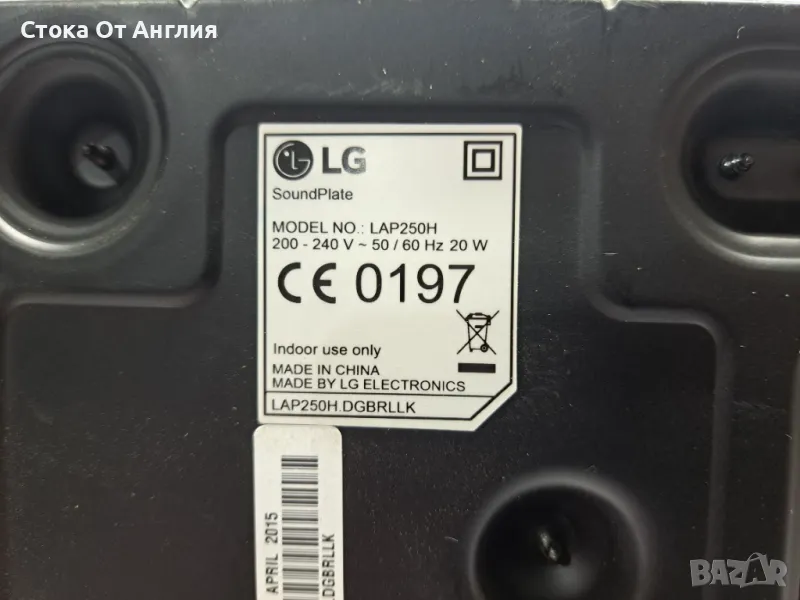 Стока От Англия
LG
SoundPlate
MODEL NO.: LAP250H
200 - 240 V ~ 50 / 60 Hz 20 W
CE 0197
Indoor use only
MADE IN CHINA
MADE BY LG ELECTRONICS
LAP250H.DGBRLLK
APRIL 2015
.DGBRLLK
BAZAR